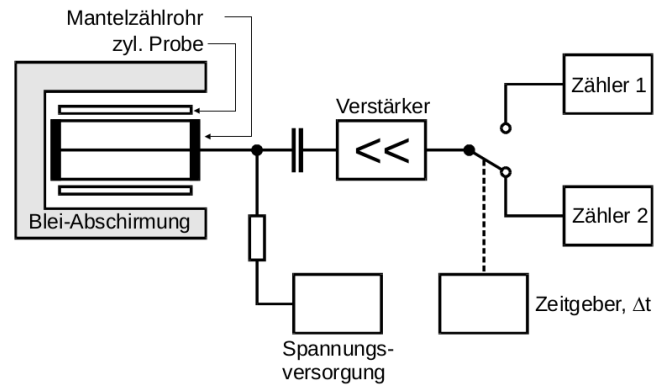 Mantelzählrohr
zyl. Probe
Verstärker
<<
Zähler 1
Blei-Abschirmung
Zähler 2
Zeitgeber, Δt
Spannungs-
versorgung